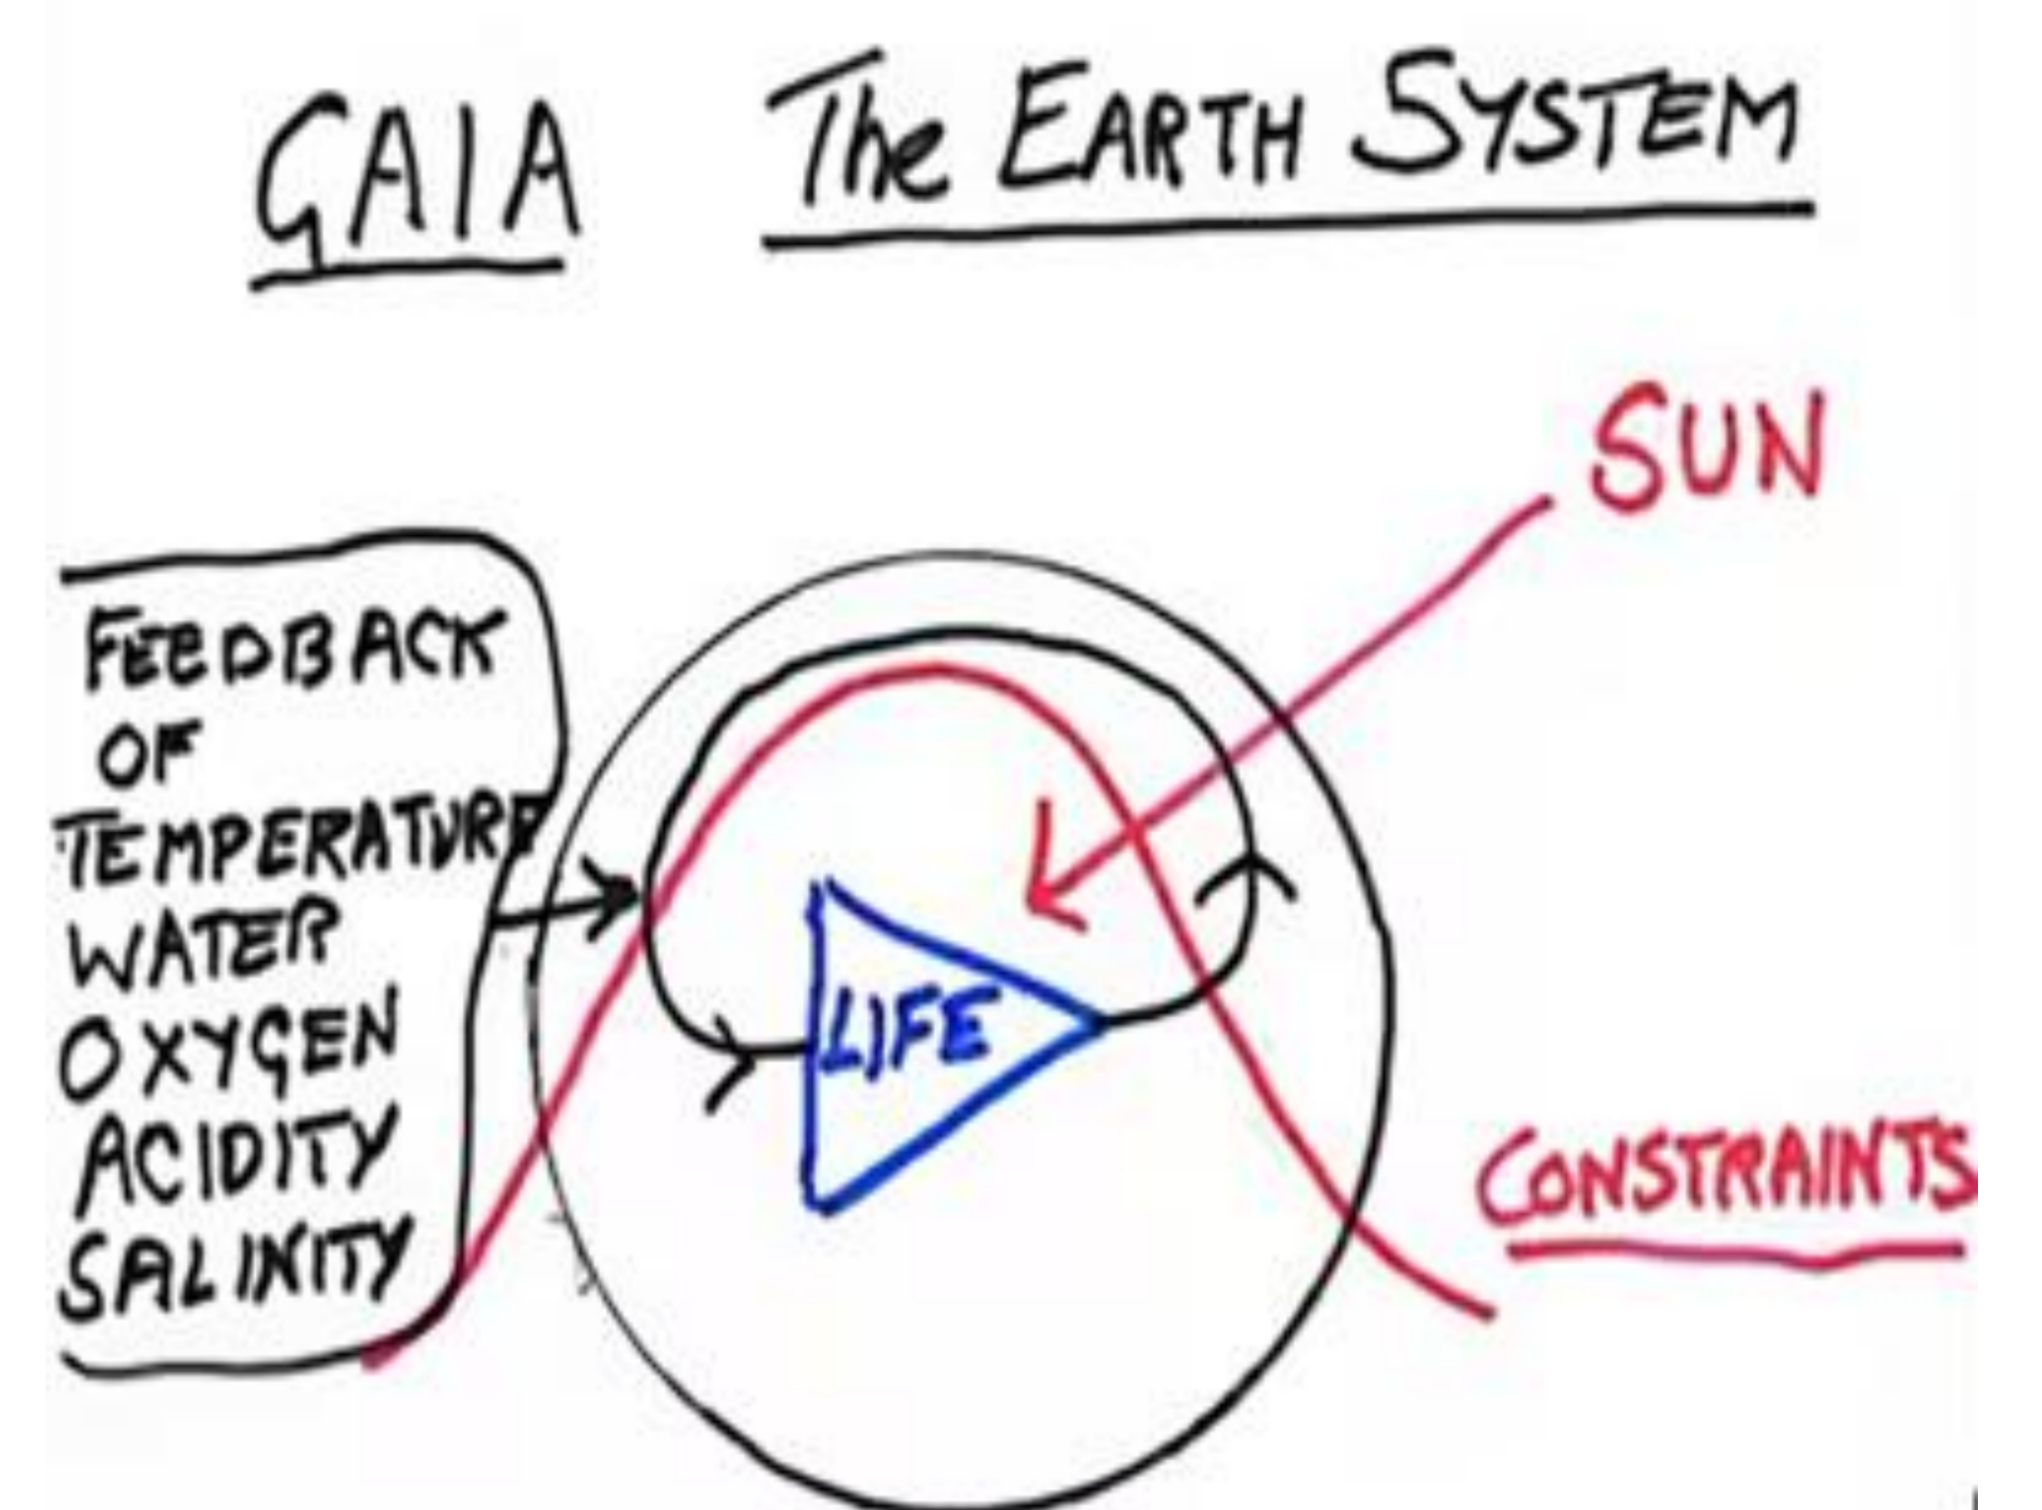 GAIA The EARTH SYSTEM
SUN
FEEDBACK
OF
TEMPERATURE
WATER
OXYGEN
ACIDITY
SALINITY
LIFE
CONSTRAINTS